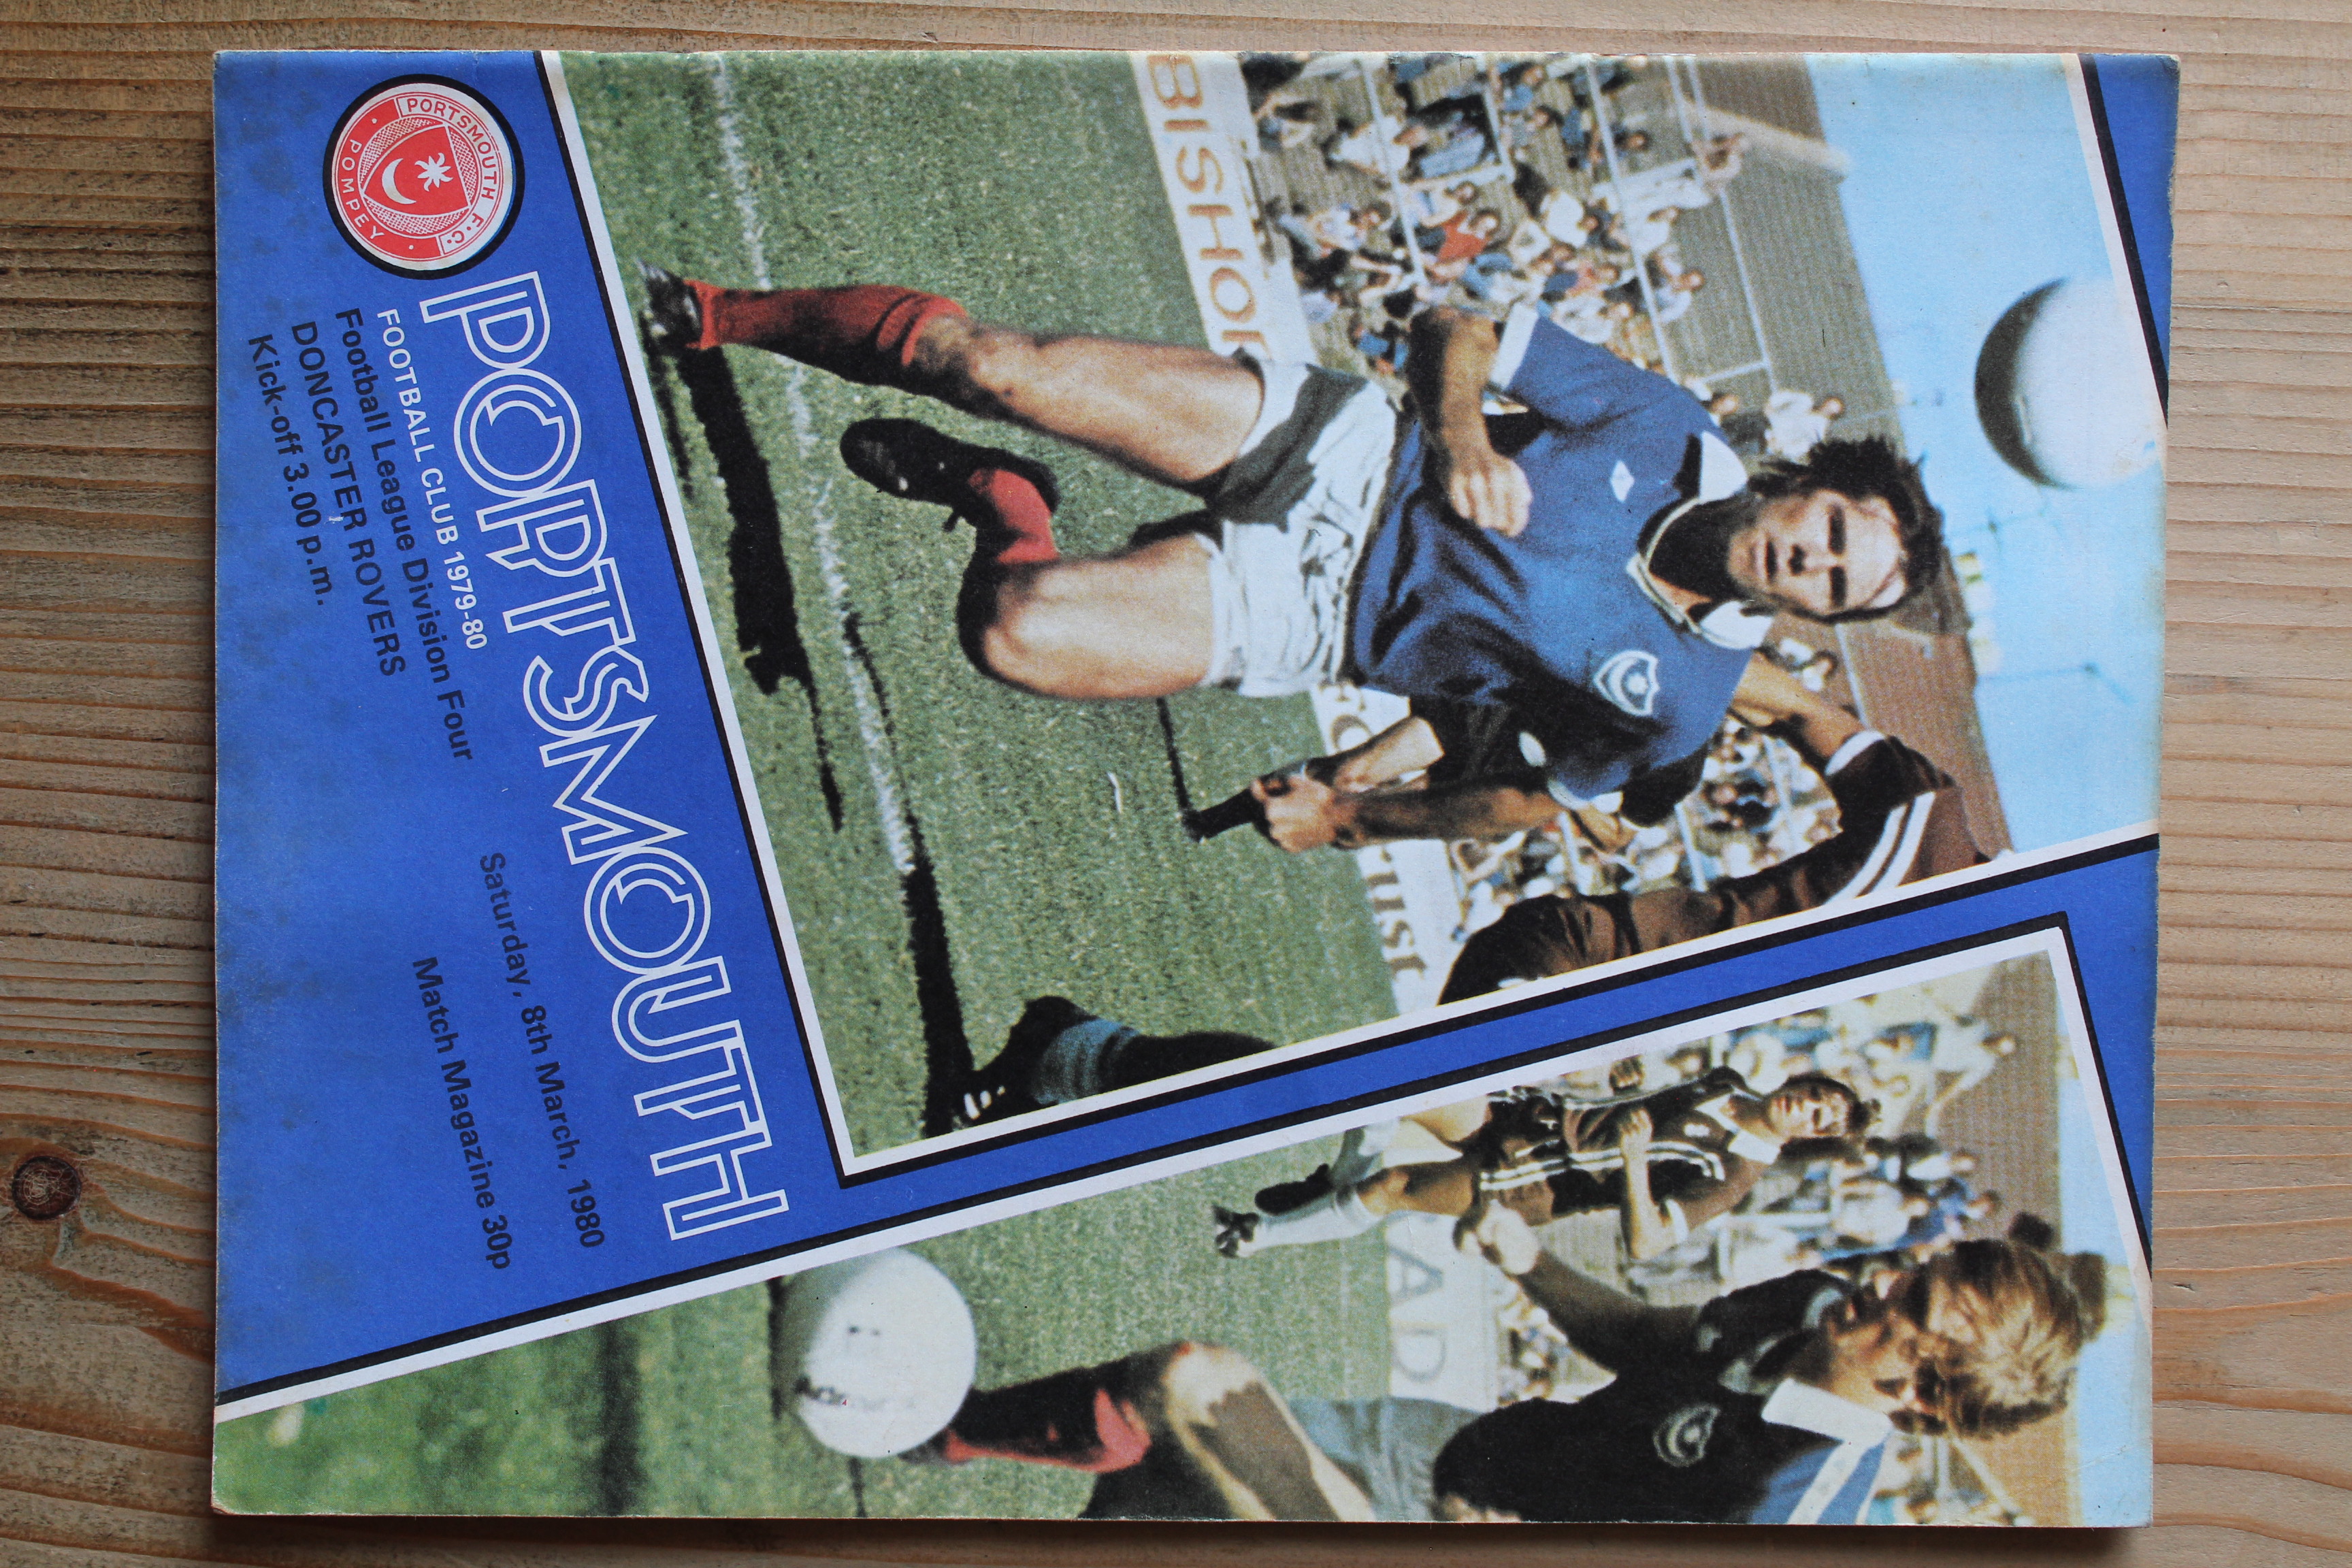 PORTSMOUTH F.C.
POMPEY
PORTSMOUTH
FOOTBALL CLUB 1979-80
Football League Division Four
DONCASTER ROVERS
Kick-off 3.00 p.m.
Saturday, 8th March, 1980
Match Magazine 30p
BISHOP
AD